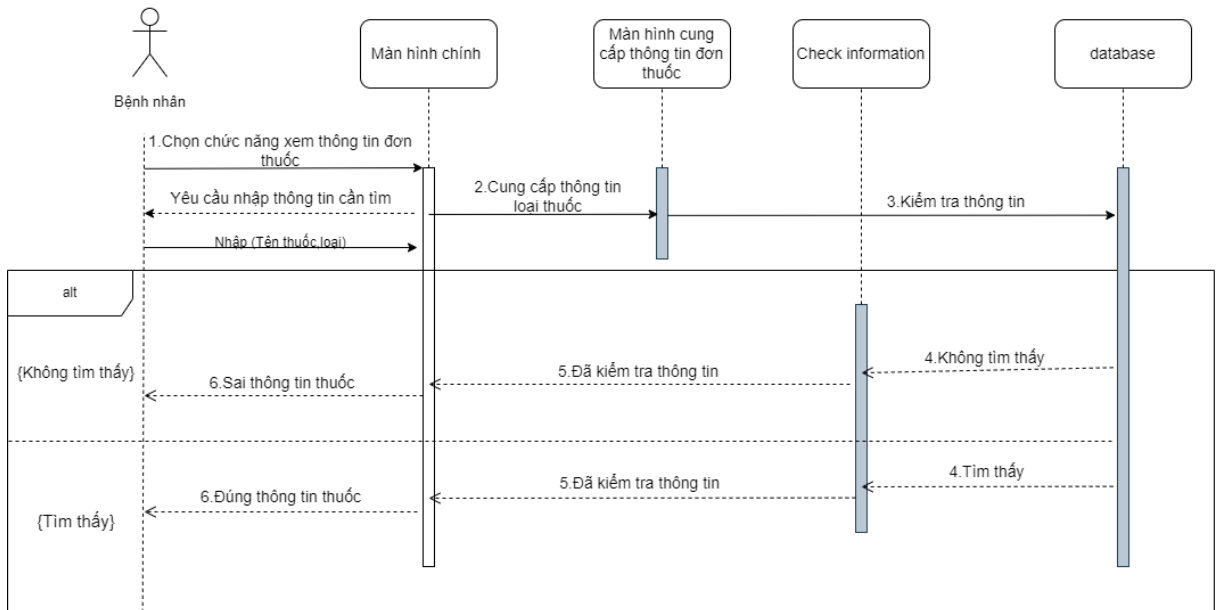 Màn hình chính
Màn hình cung
cấp thông tin đơn
thuốc
Check information
database
Bệnh nhân
1.Chọn chức năng xem thông tin đơn
thuốc
Yêu cầu nhập thông tin cần tìm
2.Cung cấp thông tin
loại thuốc
3.Kiểm tra thông tin
Nhập (Tên thuốc,loại)
alt
{Không tìm thấy}
4.Không tìm thấy
5.Đã kiểm tra thông tin
6.Sai thông tin thuốc
4.Tìm thấy
5.Đã kiểm tra thông tin
6.Đúng thông tin thuốc
{Tìm thấy}